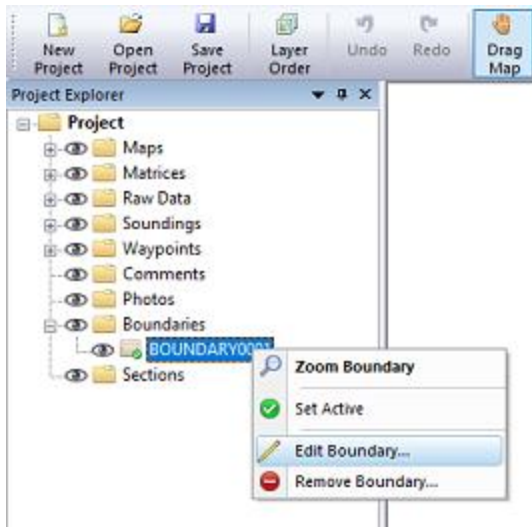 New Project
Open Project
Save Project
Layer Order
Undo
Redo
Drag Map
Project Explorer
Project
Maps
Matrices
Raw Data
Soundings
Waypoints
Comments
Photos
Boundaries
BOUNDARY0001
Zoom Boundary
Sections
Set Active
Edit Boundary...
Remove Boundary...